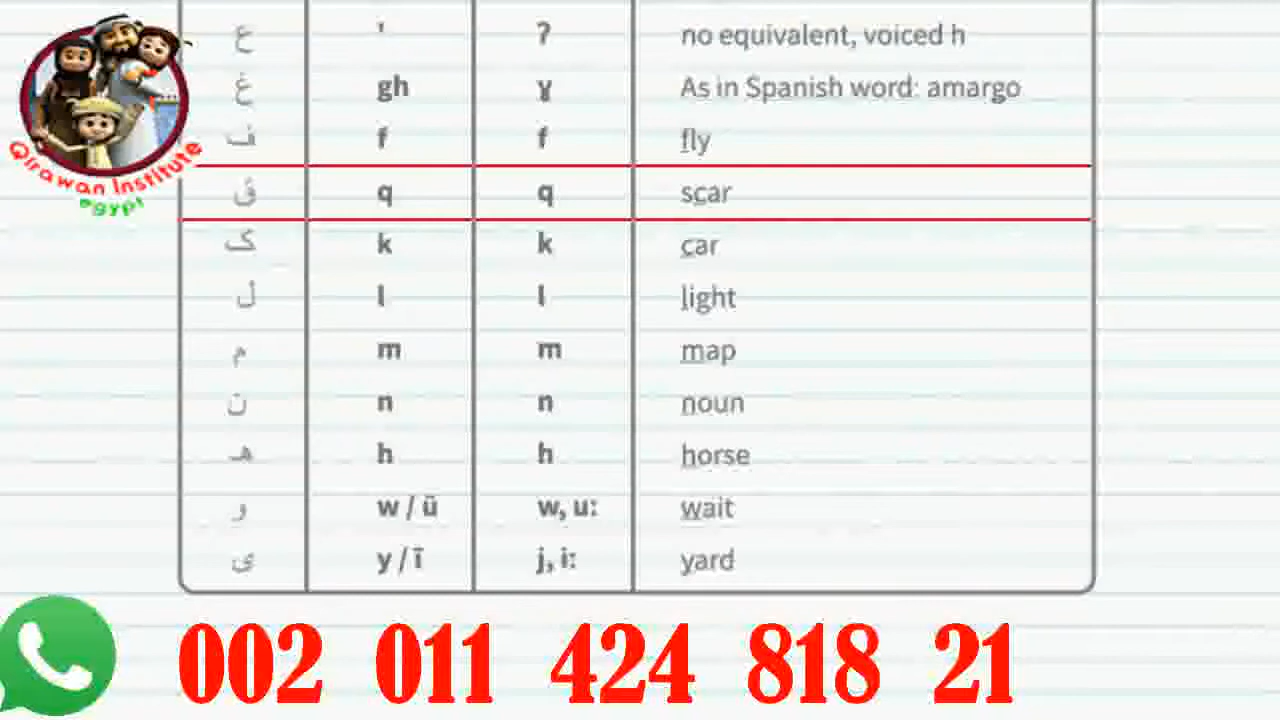 ع ' ʔ no equivalent, voiced h
غ gh ɣ As in Spanish word: amargo
ف f f fly
ق q q scar
ک k k car
ل l l light
م m m map
ن n n noun
هـ h h horse
و w / ū w, u: wait
ی y / ī j, i: yard
Qirawan Institute
egypt
002 011 424 818 21